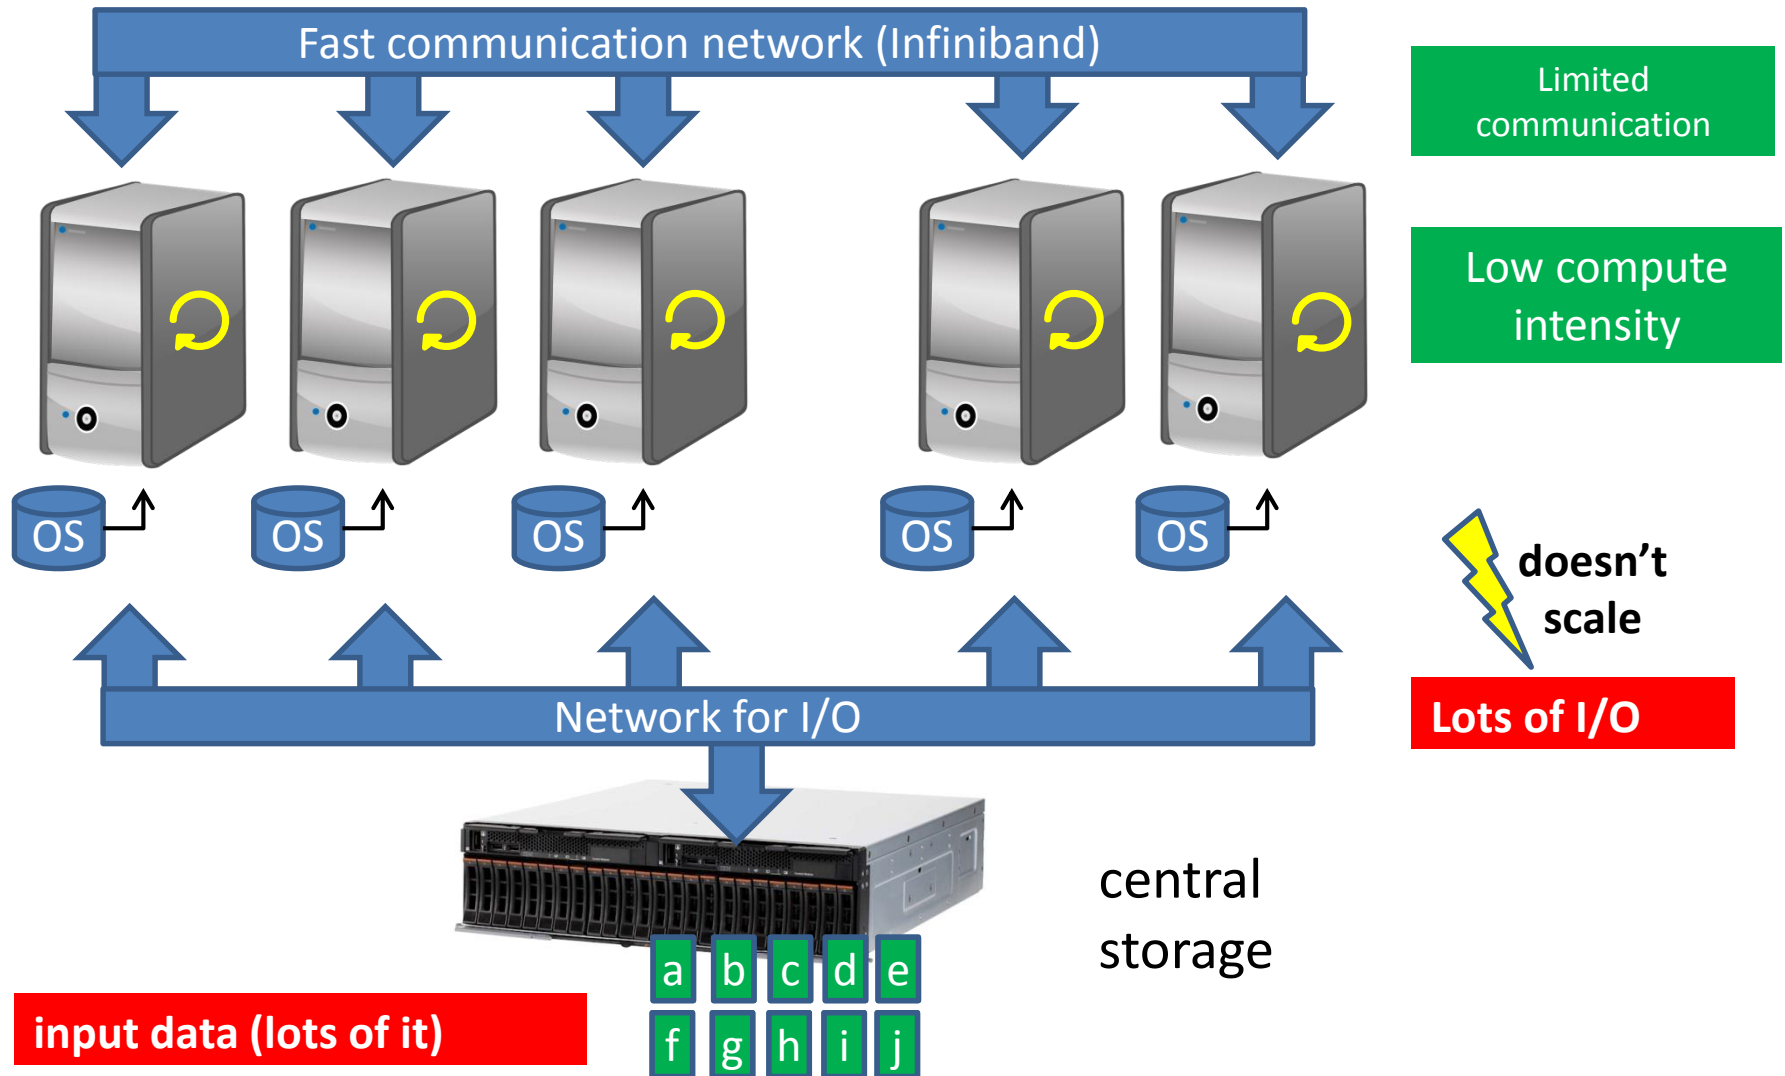 Fast communication network (Infiniband)
Limited
communication
Low compute
intensity
OS
OS
OS
OS
OS
doesn't
scale
Network for I/O
Lots of I/O
central
storage
a b c d e
input data (lots of it)
f g h i j